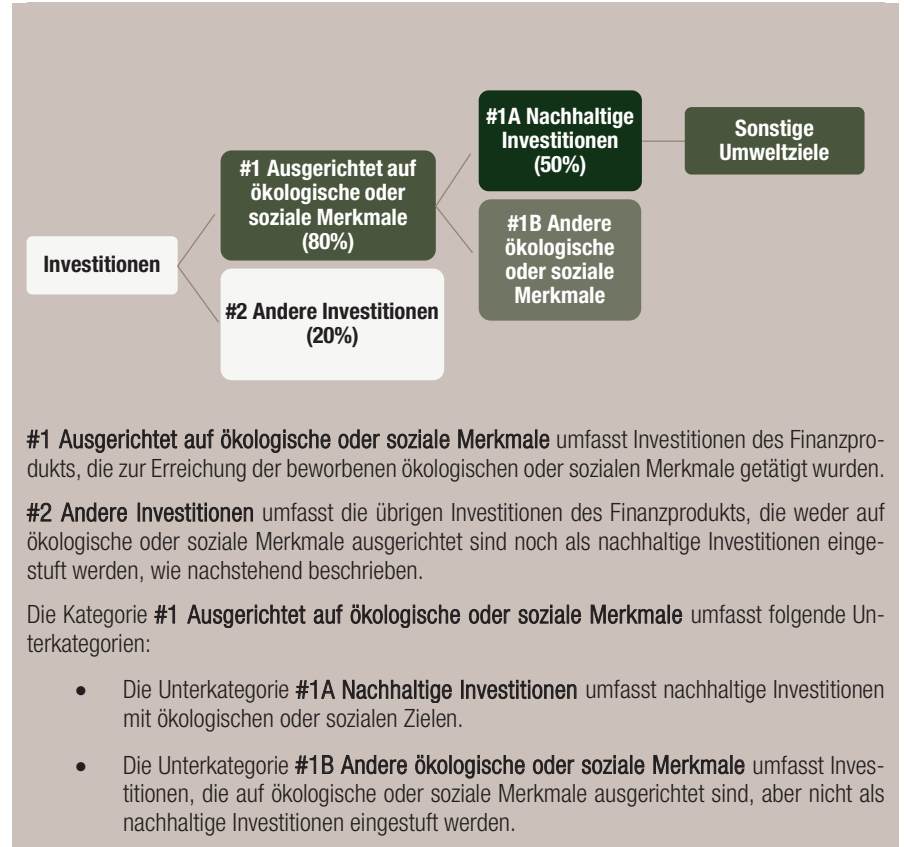 Investitionen
#1 Ausgerichtet auf
ökologische oder
soziale Merkmale
(80%)
#2 Andere Investitionen
(20%)
#1A Nachhaltige
Investitionen
(50%)
#1B Andere
ökologische
oder soziale
Merkmale
Sonstige
Umweltziele
#1 Ausgerichtet auf ökologische oder soziale Merkmale umfasst Investitionen des Finanzpro-
dukts, die zur Erreichung der beworbenen ökologischen oder sozialen Merkmale getätigt wurden.
#2 Andere Investitionen umfasst die übrigen Investitionen des Finanzprodukts, die weder auf
ökologische oder soziale Merkmale ausgerichtet sind noch als nachhaltige Investitionen einge-
stuft werden, wie nachstehend beschrieben.
Die Kategorie #1 Ausgerichtet auf ökologische oder soziale Merkmale umfasst folgende Un-
terkategorien:
• Die Unterkategorie #1A Nachhaltige Investitionen umfasst nachhaltige Investitionen
mit ökologischen oder sozialen Zielen.
• Die Unterkategorie #1B Andere ökologische oder soziale Merkmale umfasst Inves-
titionen, die auf ökologische oder soziale Merkmale ausgerichtet sind, aber nicht als
nachhaltige Investitionen eingestuft werden.